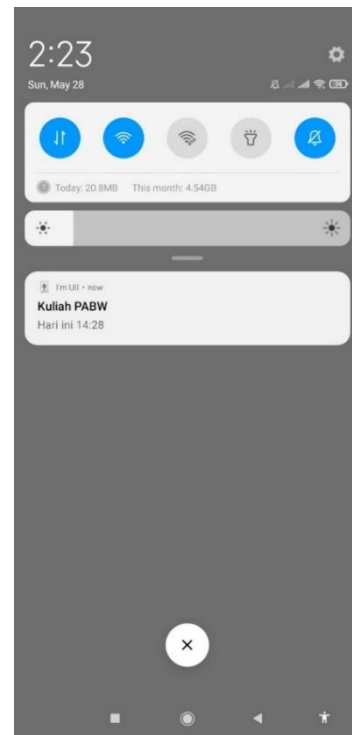 2:23
Sun, May 28
Today: 20.8MB This month: 4.54GB
I'm UII • now
Kuliah PABW
Hari ini 14:28